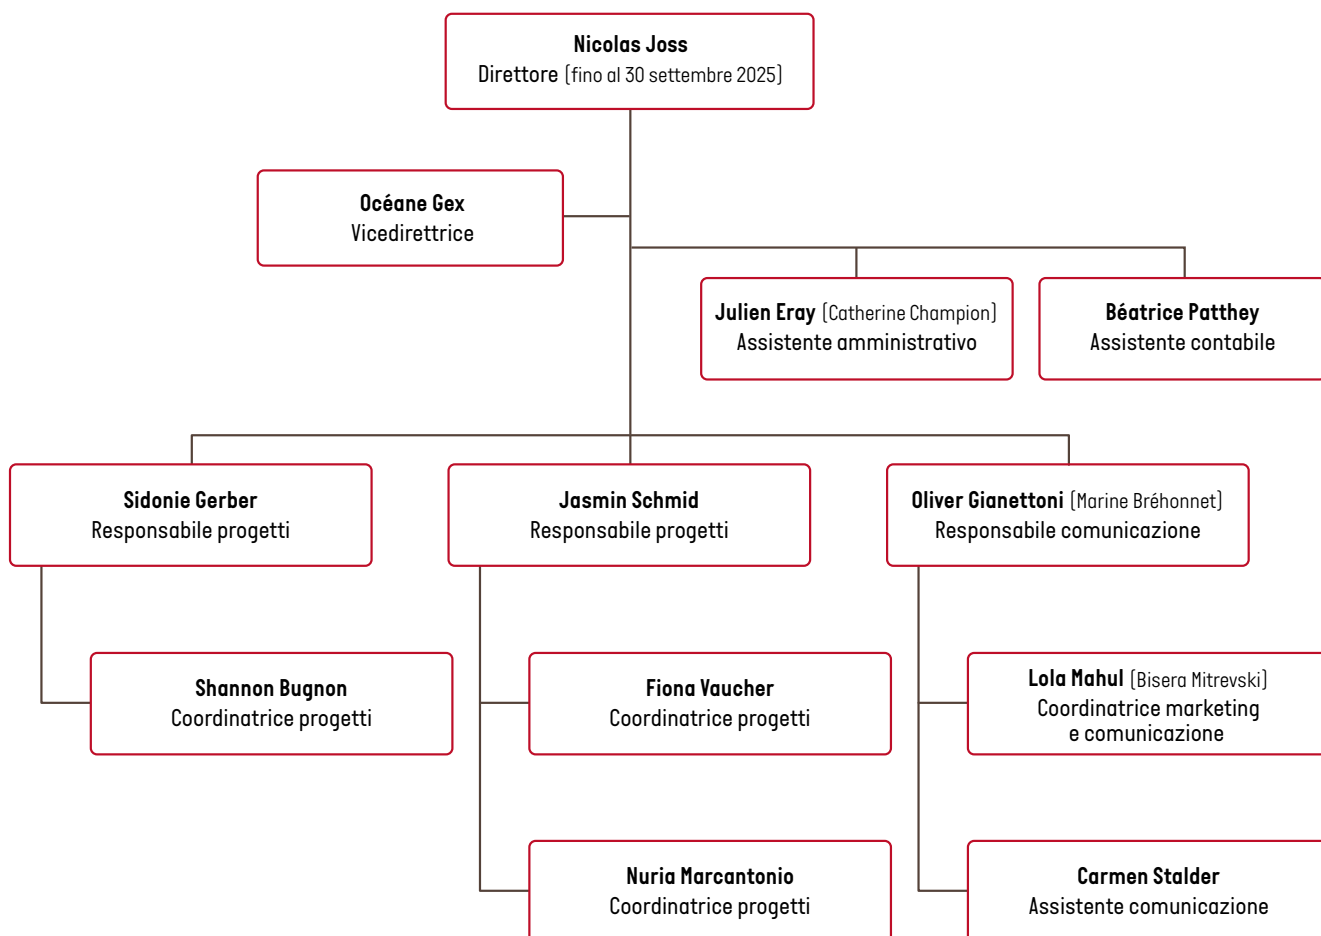 Nicolas Joss
Direttore (fino al 30 settembre 2025)
Océane Gex
Vicedirettrice
Julien Eray (Catherine Champion)
Assistente amministrativo
Béatrice Patthey
Assistente contabile
Sidonie Gerber
Responsabile progetti
Jasmin Schmid
Responsabile progetti
Oliver Gianettoni (Marine Bréhonnet)
Responsabile comunicazione
Shannon Bugnon
Coordinatrice progetti
Fiona Vaucher
Coordinatrice progetti
Lola Mahul (Bisera Mitrevski)
Coordinatrice marketing
e comunicazione
Nuria Marcantonio
Coordinatrice progetti
Carmen Stalder
Assistente comunicazione